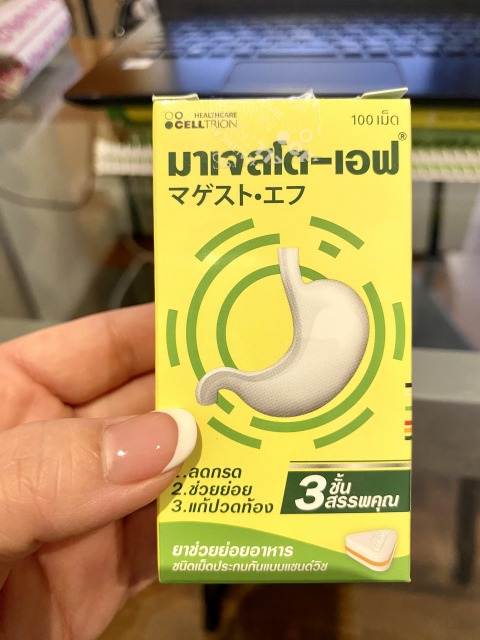 HEALTHCARE
CELLTRION
100 เม็ด
มาเจสโต-เอฟ®
マゲスト・エフ
ลดกรด
2.ช่วยย่อย
3.แก้ปวดท้อง
3 ชั้น
สรรพคุณ
ยาช่วยย่อยอาหาร
ชนิดเม็ดประกบกันแบบแซนด์วิช